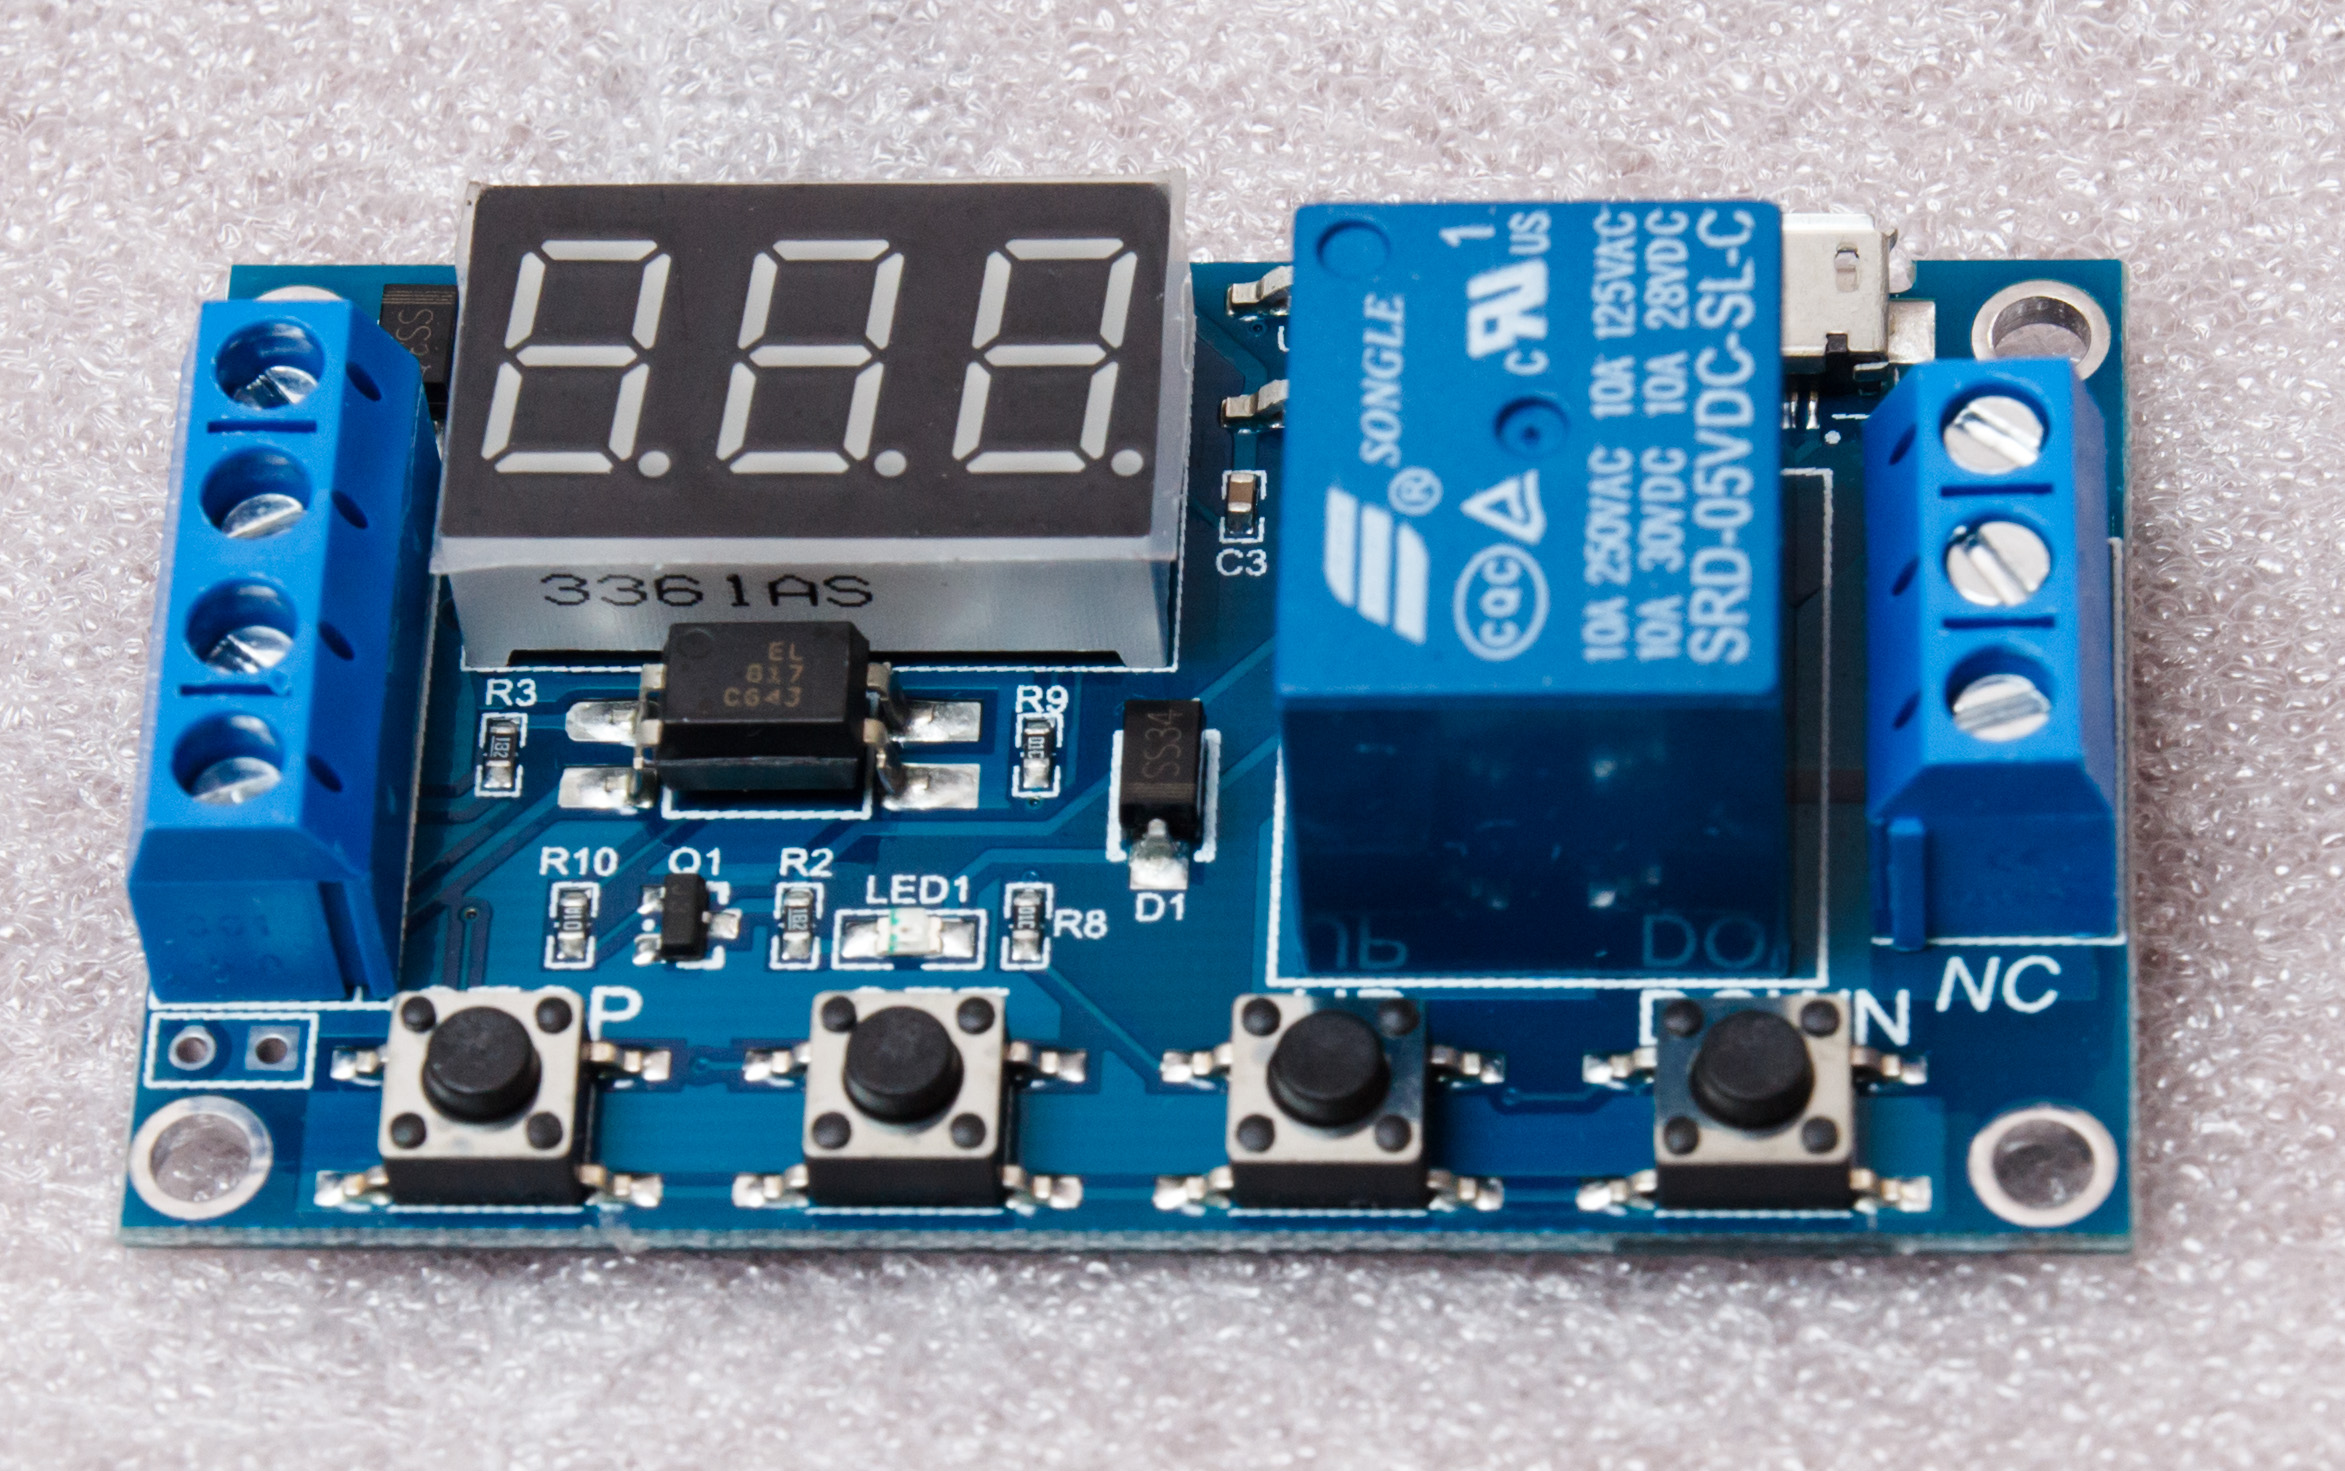 3361AS
EL
817
C643
SONGLE
®
1
c US
CQC
10A 250VAC 10A 125VAC
10A 30VDC 10A 28VDC
SRD-05VDC-SL-C
C3
R3
R9
SS34
D1
R10
Q1
R2
LED1
R8
NC